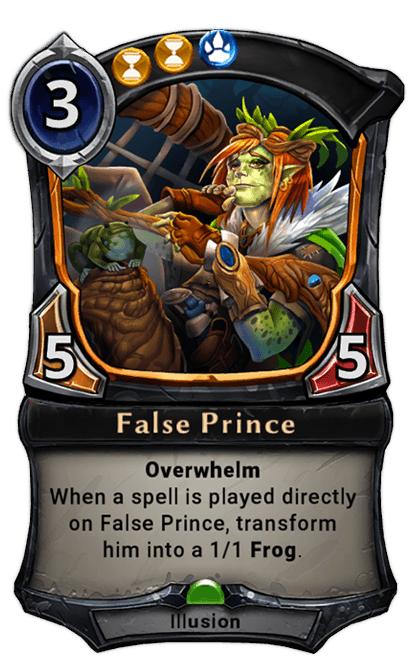 3
5
5
False Prince
Overwhelm
When a spell is played directly
on False Prince, transform
him into a 1/1 Frog.
Illusion